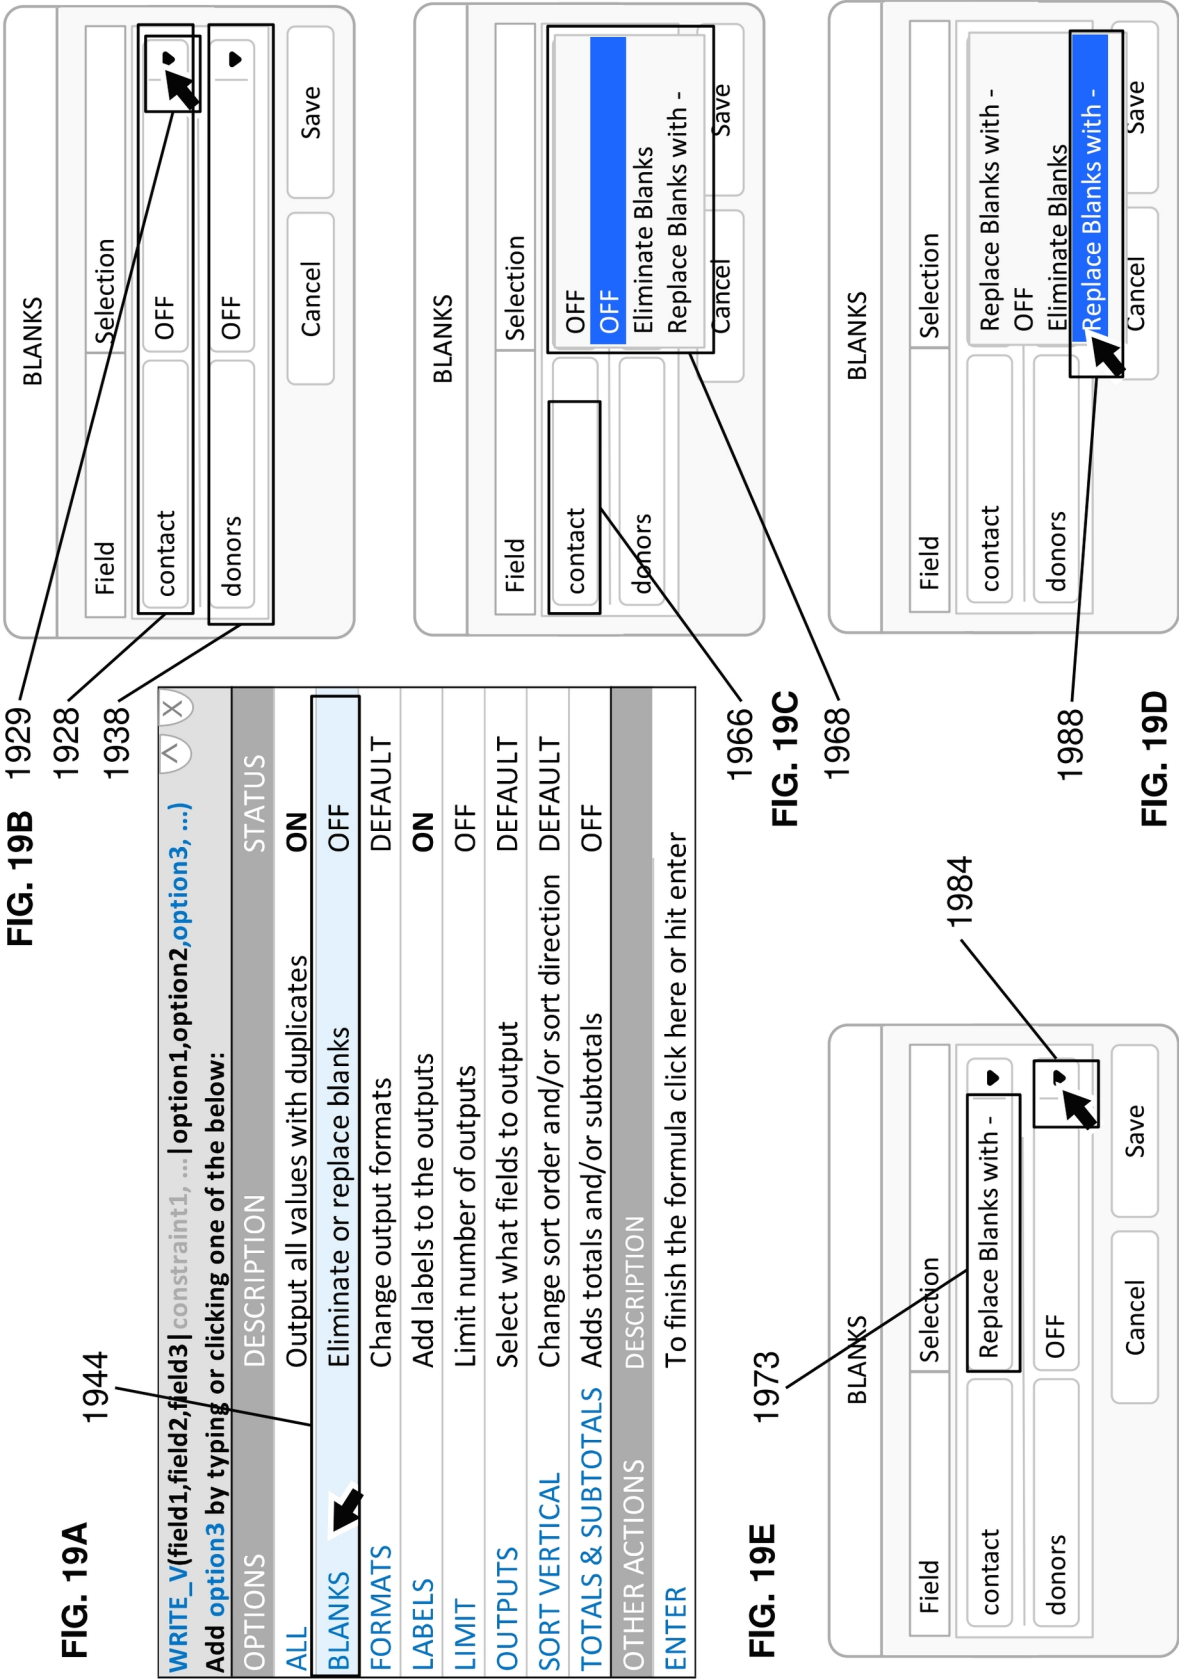 FIG. 19A
1944
WRITE_V(field1,field2,field3|constraint1, ...|option1,option2,option3, ...)
Add option3 by typing or clicking one of the below:
OPTIONS DESCRIPTION STATUS
ALL Output all values with duplicates ON
BLANKS Eliminate or replace blanks OFF
FORMATS Change output formats DEFAULT
LABELS Add labels to the outputs ON
LIMIT Limit number of outputs OFF
OUTPUTS Select what fields to output DEFAULT
SORT VERTICAL Change sort order and/or sort direction DEFAULT
TOTALS & SUBTOTALS Adds totals and/or subtotals OFF
OTHER ACTIONS DESCRIPTION
ENTER To finish the formula click here or hit enter
FIG. 19B
1929
1928
1938
BLANKS
Field Selection
contact OFF
donors OFF
Cancel Save
FIG. 19C
1966
1968
BLANKS
Field Selection
contact OFF
OFF
donors Eliminate Blanks
Replace Blanks with -
Cancel Save
FIG. 19D
1988
BLANKS
Field Selection
contact Replace Blanks with -
OFF
donors Eliminate Blanks
Replace Blanks with -
Cancel Save
FIG. 19E
1973
1984
BLANKS
Field Selection
contact Replace Blanks with -
donors OFF
Cancel Save